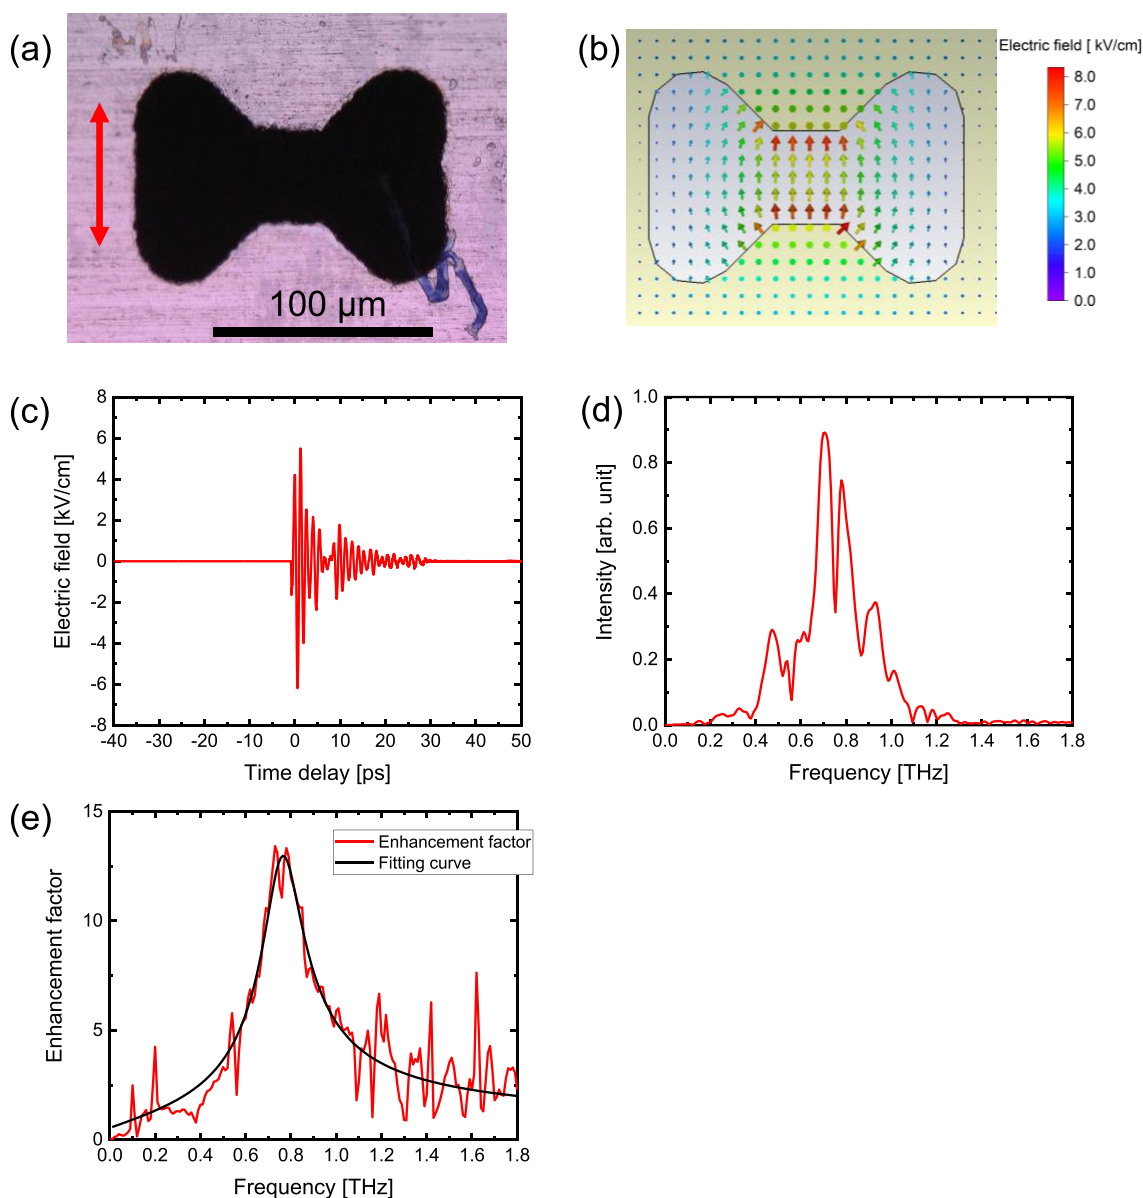 (a)
100 µm
(b)
Electric field [ kV/cm]
8.0
7.0
6.0
5.0
4.0
3.0
2.0
1.0
0.0
(c)
Electric field [kV/cm]
8
6
4
2
0
-2
-4
-6
-8
-40 -30 -20 -10 0 10 20 30 40 50
Time delay [ps]
(d)
Intensity [arb. unit]
1.0
0.8
0.6
0.4
0.2
0.0
0.0 0.2 0.4 0.6 0.8 1.0 1.2 1.4 1.6 1.8
Frequency [THz]
(e)
Enhancement factor
15
10
5
0
Enhancement factor
Fitting curve
0.0 0.2 0.4 0.6 0.8 1.0 1.2 1.4 1.6 1.8
Frequency [THz]